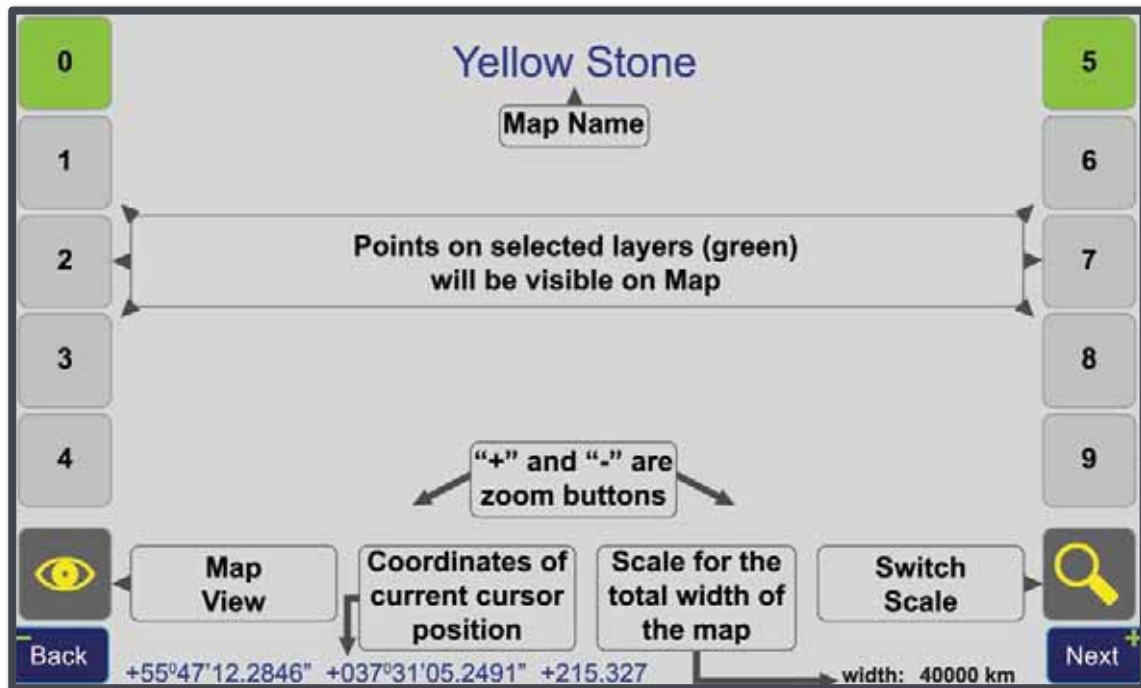 0
Yellow Stone
5
Map Name
1
6
Points on selected layers (green)
will be visible on Map
2
7
3
8
4
9
“+” and “-” are
zoom buttons
Map
View
Coordinates of
current cursor
position
Scale for the
total width of
the map
Switch
Scale
-
Back
+55⁰47'12.2846” +037⁰31'05.2491” +215.327
width: 40000 km
+
Next